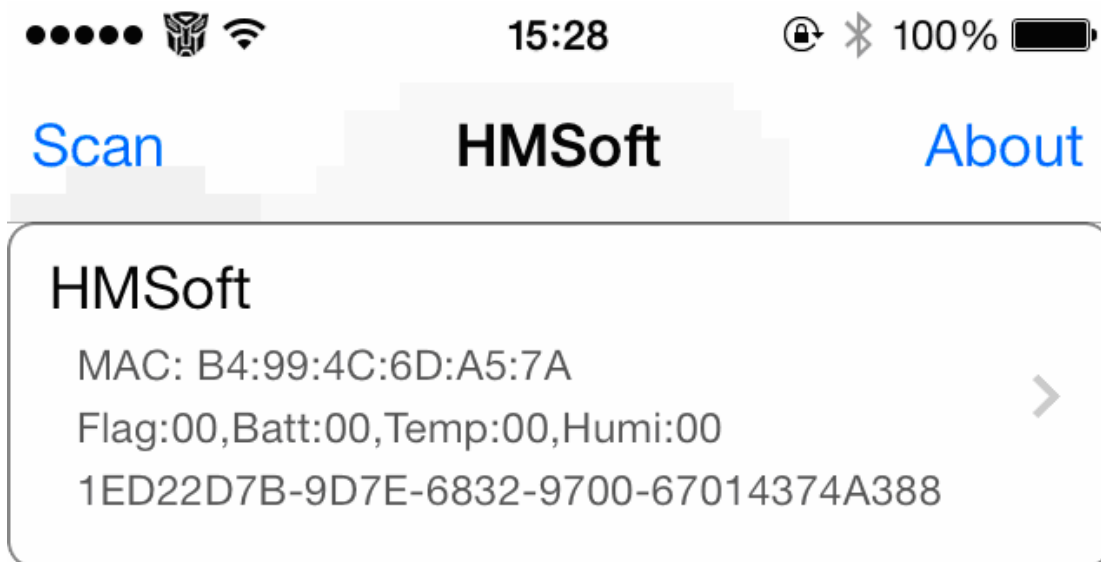 15:28 100%
Scan HMSoft About
HMSoft
MAC: B4:99:4C:6D:A5:7A
Flag:00,Batt:00,Temp:00,Humi:00
1ED22D7B-9D7E-6832-9700-67014374A388